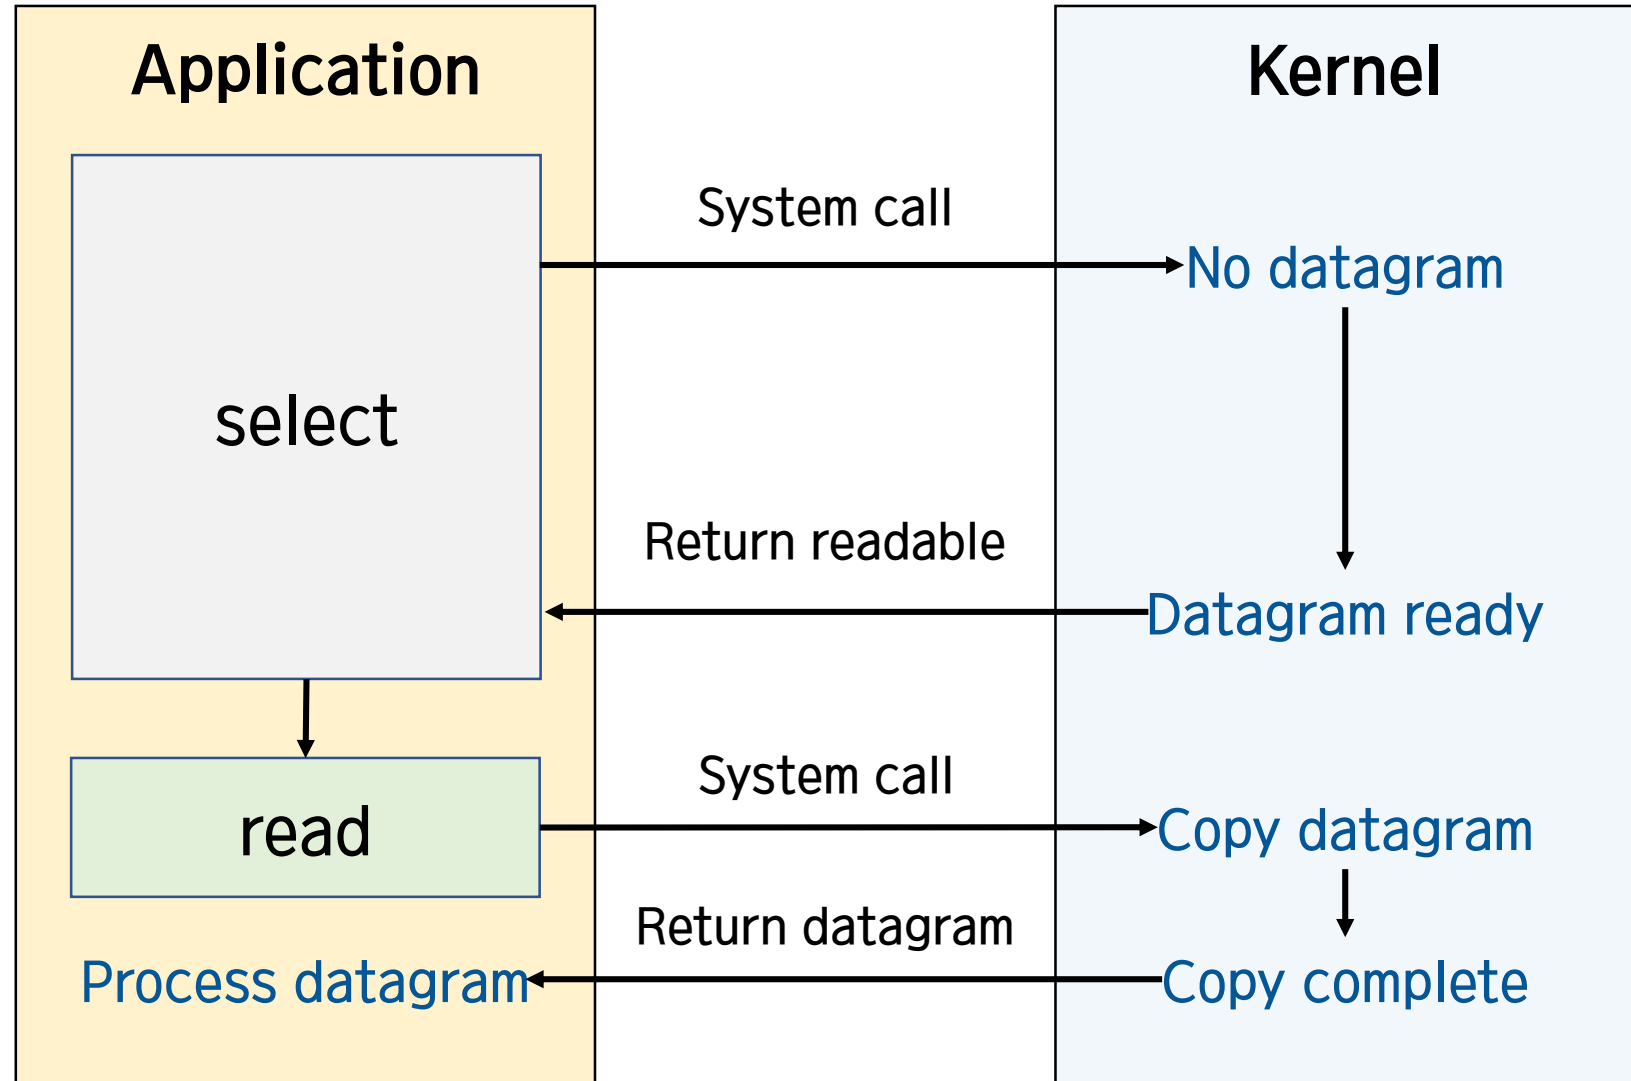 Application
Kernel
System call
No datagram
select
Return readable
Datagram ready
System call
read
Copy datagram
Return datagram
Process datagram
Copy complete